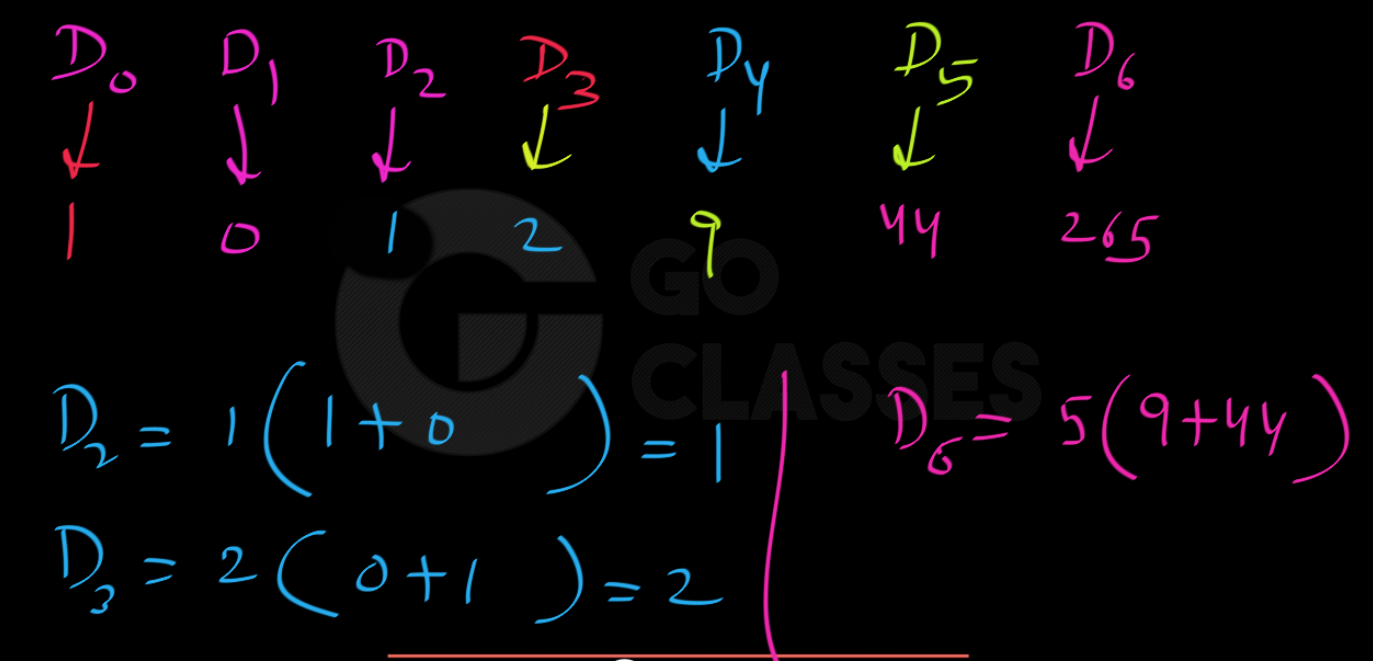 D₀ D₁ D₂ D₃ D₄ D₅ D₆
1 0 1 2 9 44 265
GO
CLASSES
D₂ = 1(1+0) = 1
D₆ = 5(9+44)
D₃ = 2(0+1) = 2